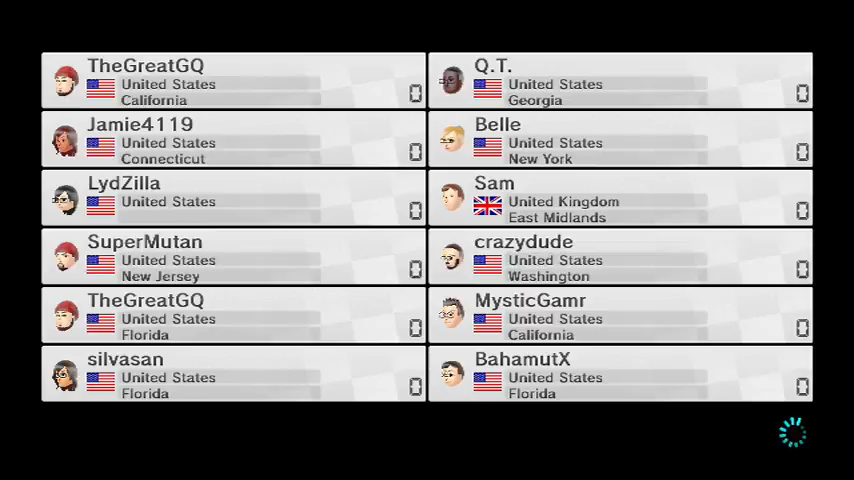 TheGreatGQ
United States
California
0
Q.T.
United States
Georgia
0
Jamie4119
United States
Connecticut
0
Belle
United States
New York
0
LydZilla
United States
0
Sam
United Kingdom
East Midlands
0
SuperMutan
United States
New Jersey
0
crazydude
United States
Washington
0
TheGreatGQ
United States
Florida
0
MysticGamr
United States
California
0
silvasan
United States
Florida
0
BahamutX
United States
Florida
0